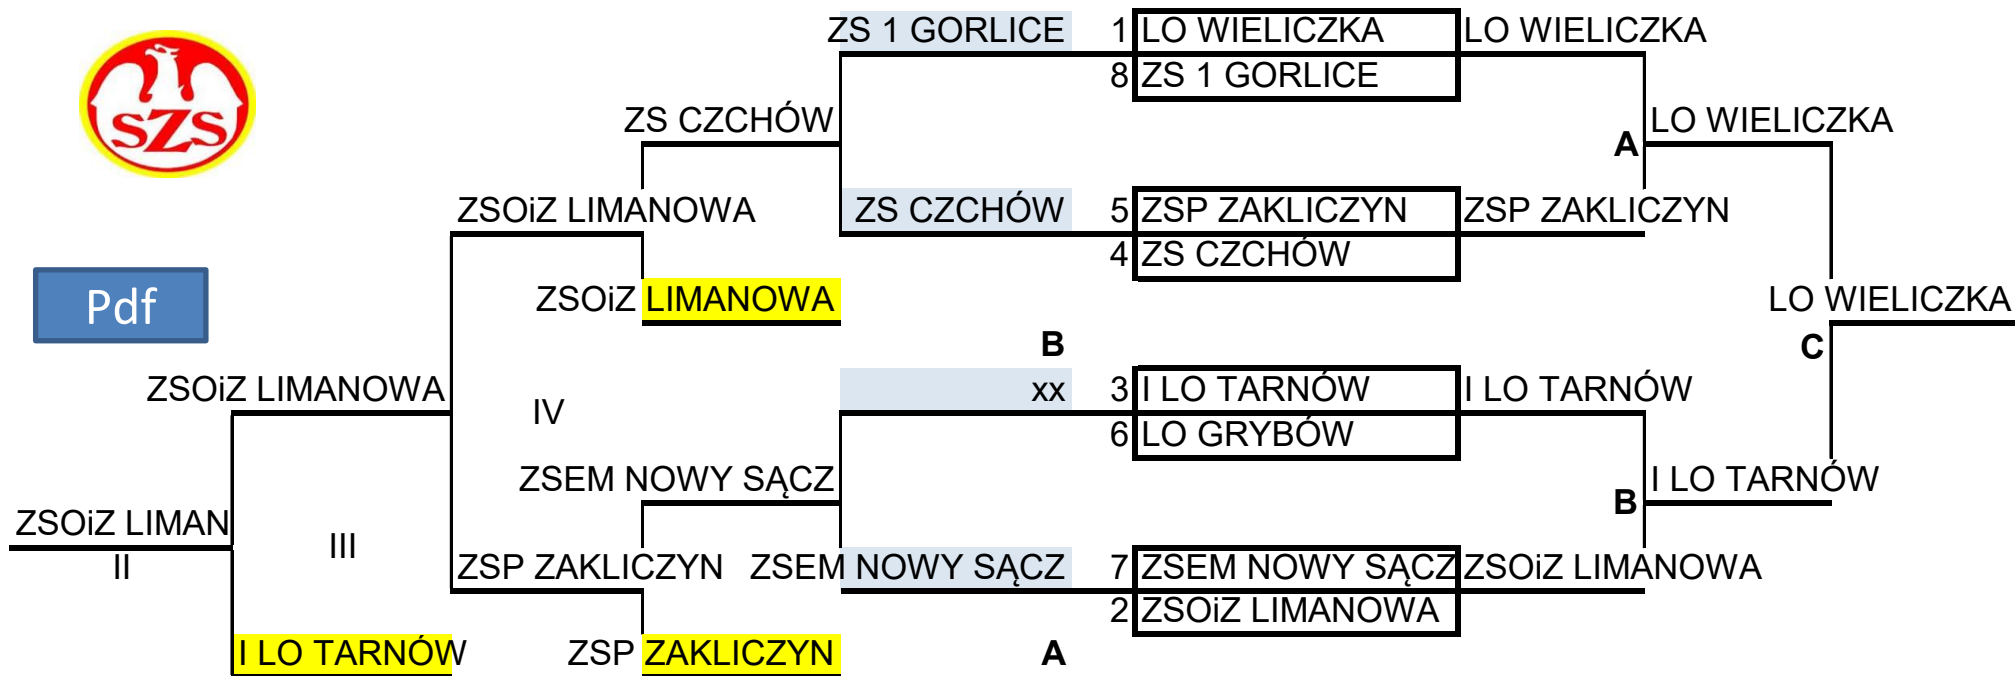 ZS 1 GORLICE 1 LO WIELICZKA LO WIELICZKA
8 ZS 1 GORLICE
SZS
ZS CZCHÓW LO WIELICZKA
A
ZSOiZ LIMANOWA ZS CZCHÓW 5 ZSP ZAKLICZYN ZSP ZAKLICZYN
4 ZS CZCHÓW
Pdf
ZSOiZ LIMANOWA LO WIELICZKA
B C
ZSOiZ LIMANOWA xx 3 I LO TARNÓW I LO TARNÓW
IV
6 LO GRYBÓW
ZSEM NOWY SĄCZ I LO TARNÓW
B
ZSOiZ LIMAN
III
II
ZSP ZAKLICZYN ZSEM NOWY SĄCZ 7 ZSEM NOWY SĄCZ ZSOiZ LIMANOWA
2 ZSOiZ LIMANOWA
I LO TARNÓW ZSP ZAKLICZYN A